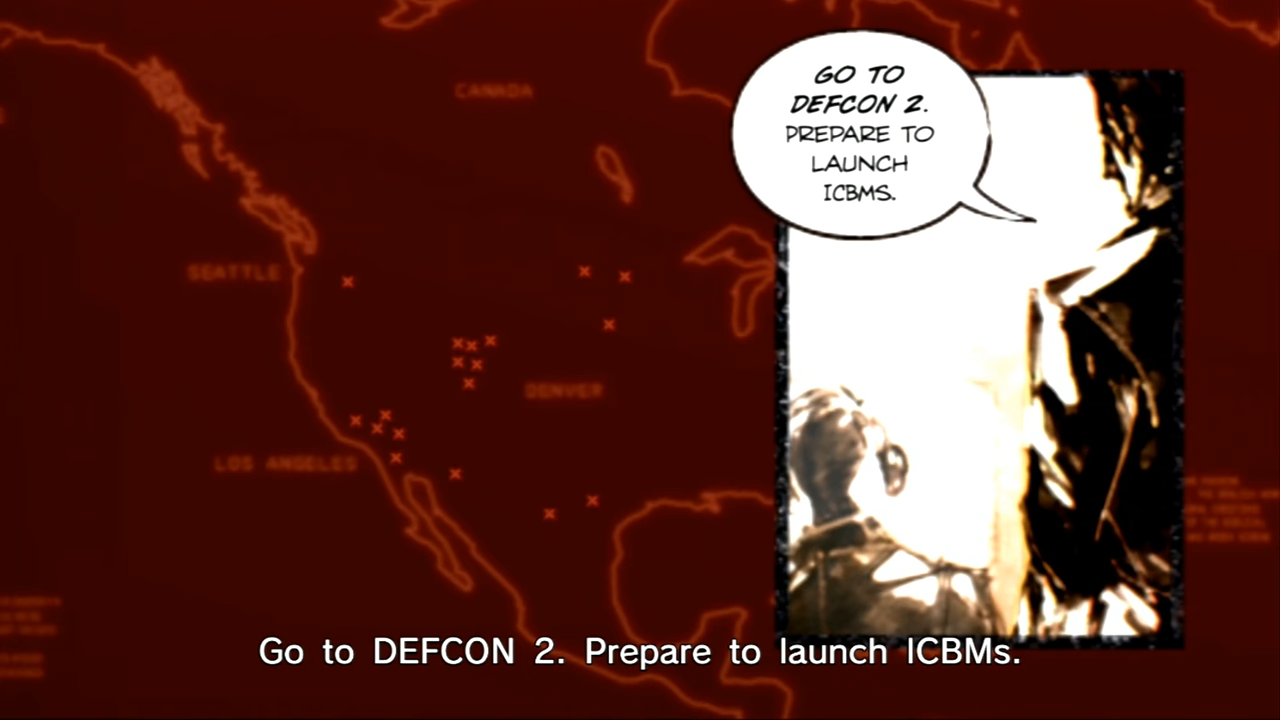 GO TO
DEFCON 2.
PREPARE TO
LAUNCH
ICBMS.
CANADA
SEATTLE
DENVER
LOS ANGELES
Go to DEFCON 2. Prepare to launch ICBMs.